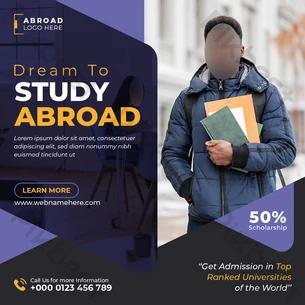 ABROAD
LOGO HERE
Dream To
STUDY
ABROAD
Lorem ipsum dolor sit amet, consectetuer
adipiscing elit, sed diam nonummy nibh
euismod tincidunt ut
LEARN MORE
www.webnamehere.com
50%
Scholarship
Call Us for more Information
+000 0123 456 789
“Get Admission in Top
Ranked Universities
of the World”